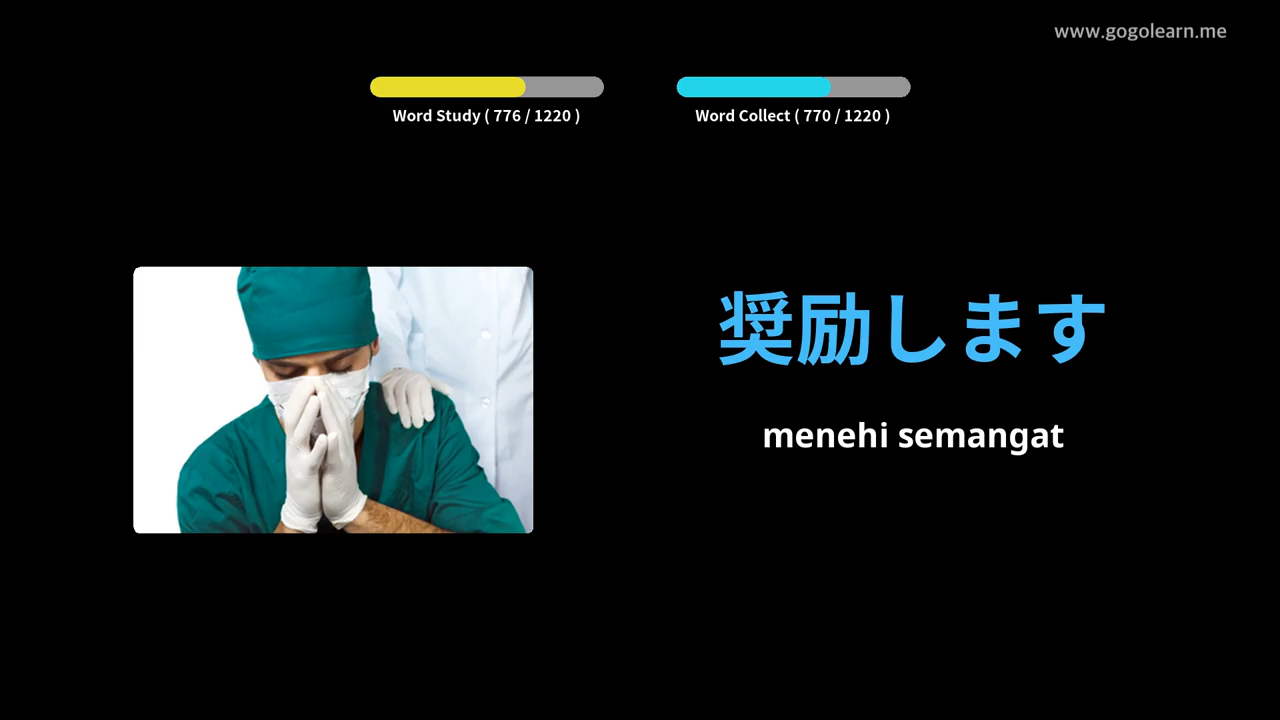 www.gogolearn.me
Word Study ( 776 / 1220 )
Word Collect ( 770 / 1220 )
奨励します
menehi semangat